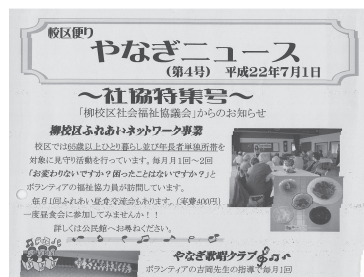 校区便り
やなぎニュース
(第4号) 平成22年7月1日
～社協特集号～
「柳校区社会福祉協議会」からのお知らせ
柳校区ふれあいネットワーク事業
校区では65歳以上ひとり暮らし並び年長者単独所帯を
対象に見守り活動を行っています。毎月月1回～2回
「お変わりないですか?困ったことはないですか?」と
ボランティアの福祉協力員が訪問しています。
毎月1回ふれあい昼食交流会もあります。(実費400円)
一度昼食会に参加してみませんか!!
詳しくは公民館へお尋ねください。
やなぎ歌唱クラブ
ボランティアの吉岡先生の指導で毎月1回